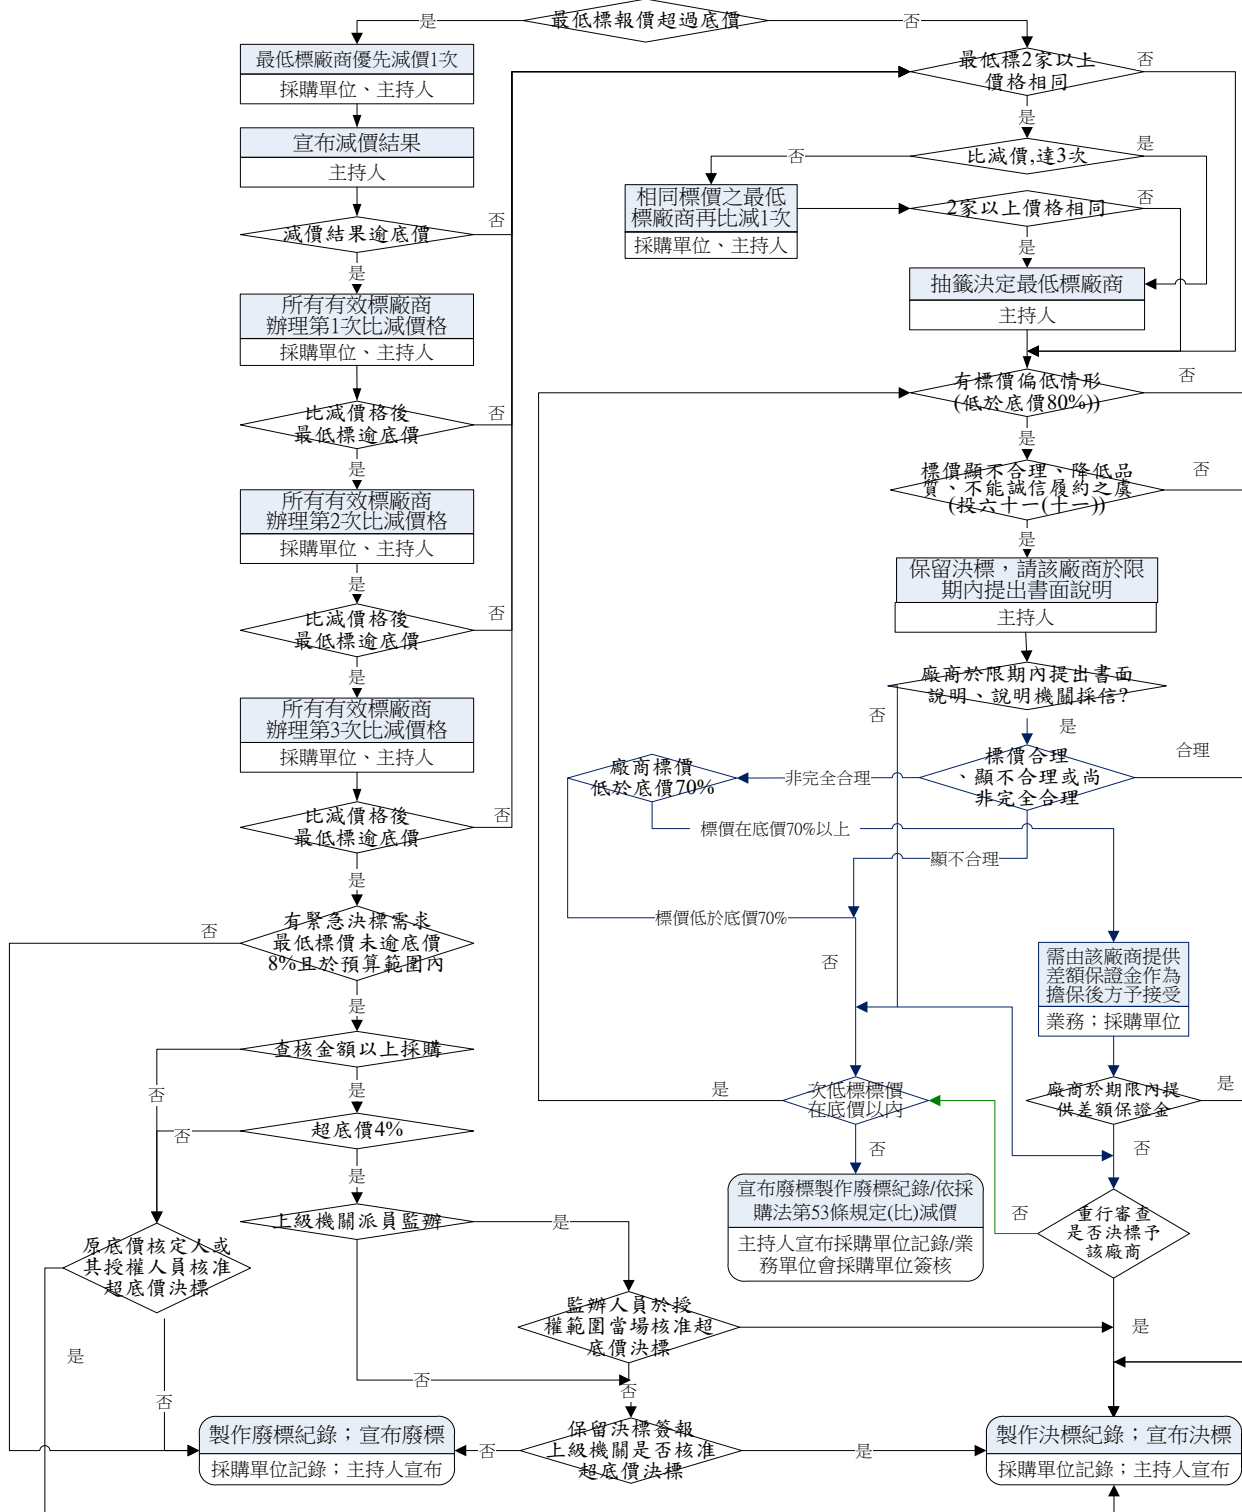 最低標報價超過底價
是
否
最低標廠商優先減價1次
採購單位、主持人
宣布減價結果
主持人
減價結果逾底價
否
是
所有有效標廠商
辦理第1次比減價格
採購單位、主持人
比減價格後
最低標逾底價
否
是
所有有效標廠商
辦理第2次比減價格
採購單位、主持人
是
比減價格後
最低標逾底價
否
是
所有有效標廠商
辦理第3次比減價格
採購單位、主持人
比減價格後
最低標逾底價
否
是
有緊急決標需求
最低標價未逾底價
8%且於預算範圍內
否
是
查核金額以上採購
否
是
超底價4%
否
是
上級機關派員監辦
是
否
原底價核定人或
其授權人員核准
超底價決標
是
否
監辦人員於授
權範圍當場核准超
底價決標
是
否
保留決標簽報
上級機關是否核准
超底價決標
否
是
製作廢標紀錄；宣布廢標
採購單位記錄；主持人宣布
最低標2家以上
價格相同
否
是
比減價,達3次
否
是
相同標價之最低
標廠商再比減1次
採購單位、主持人
2家以上價格相同
否
是
抽籤決定最低標廠商
主持人
有標價偏低情形
(低於底價80%))
否
是
標價顯不合理、降低品
質、不能誠信履約之虞
(投六十一(十一))
否
是
保留決標，請該廠商於限
期內提出書面說明
主持人
廠商於限期內提出書面
說明、說明機關採信?
否
是
標價合理
、顯不合理或尚
非完全合理
合理
非完全合理
顯不合理
廠商標價
低於底價70%
標價在底價70%以上
標價低於底價70%
否
需由該廠商提供
差額保證金作為
擔保後方予接受
業務；採購單位
廠商於期限內提
供差額保證金
是
否
次低標標價
在底價以內
是
否
宣布廢標製作廢標紀錄/依採
購法第53條規定(比)減價
主持人宣布採購單位記錄/業
務單位會採購單位簽核
重行審查
是否決標予
該廠商
否
製作決標紀錄；宣布決標
採購單位記錄；主持人宣布